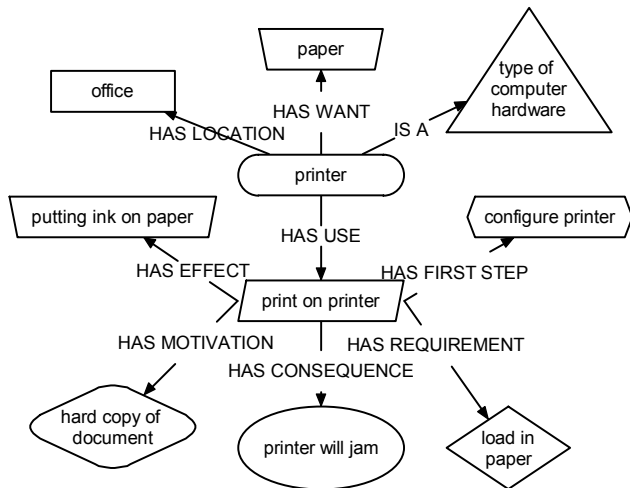 paper
type of
computer
hardware
office
HAS WANT
HAS LOCATION
IS A
printer
putting ink on paper
configure printer
HAS USE
HAS EFFECT
HAS FIRST STEP
print on printer
HAS MOTIVATION
HAS REQUIREMENT
HAS CONSEQUENCE
hard copy of
document
printer will jam
load in
paper